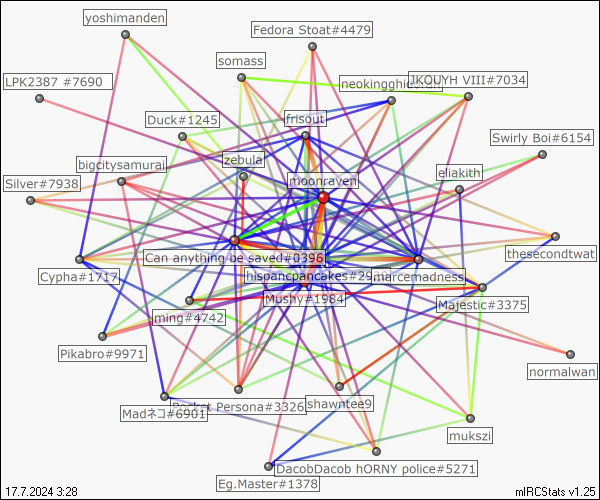 yoshimanden
Fedora Stoat#4479
somass
LPK2387 #7690
neokingghidorah
JKOUYH VIII#7034
Duck#1245
frisout
Swirly Boi#6154
zebula
bigcitysamurai
eliakith
moonraven
Silver#7938
thesecondtwat
Can anything be saved#0396
Cypha#1717
hispancpancakes#29
marcemadness
Mushy#1984
Majestic#3375
ming#4742
Pikabro#9971
normalwan
Persona#3326
shawntee9
Madネコ#6901
mukszi
DacobDacob hORNY police#5271
Eg.Master#1378
17.7.2024 3:28
mIRCStats v1.25